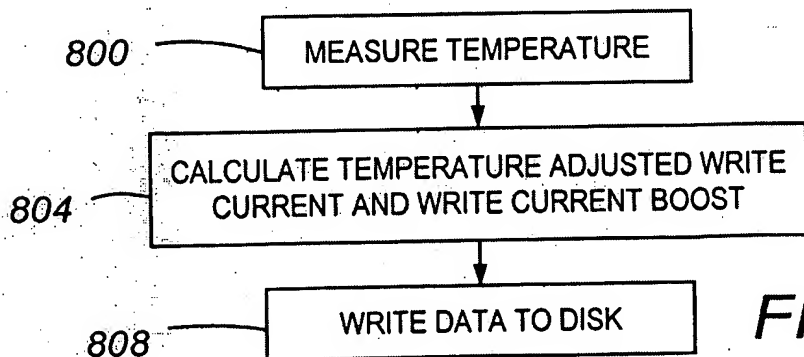 800
MEASURE TEMPERATURE
804
CALCULATE TEMPERATURE ADJUSTED WRITE
CURRENT AND WRITE CURRENT BOOST
808
WRITE DATA TO DISK